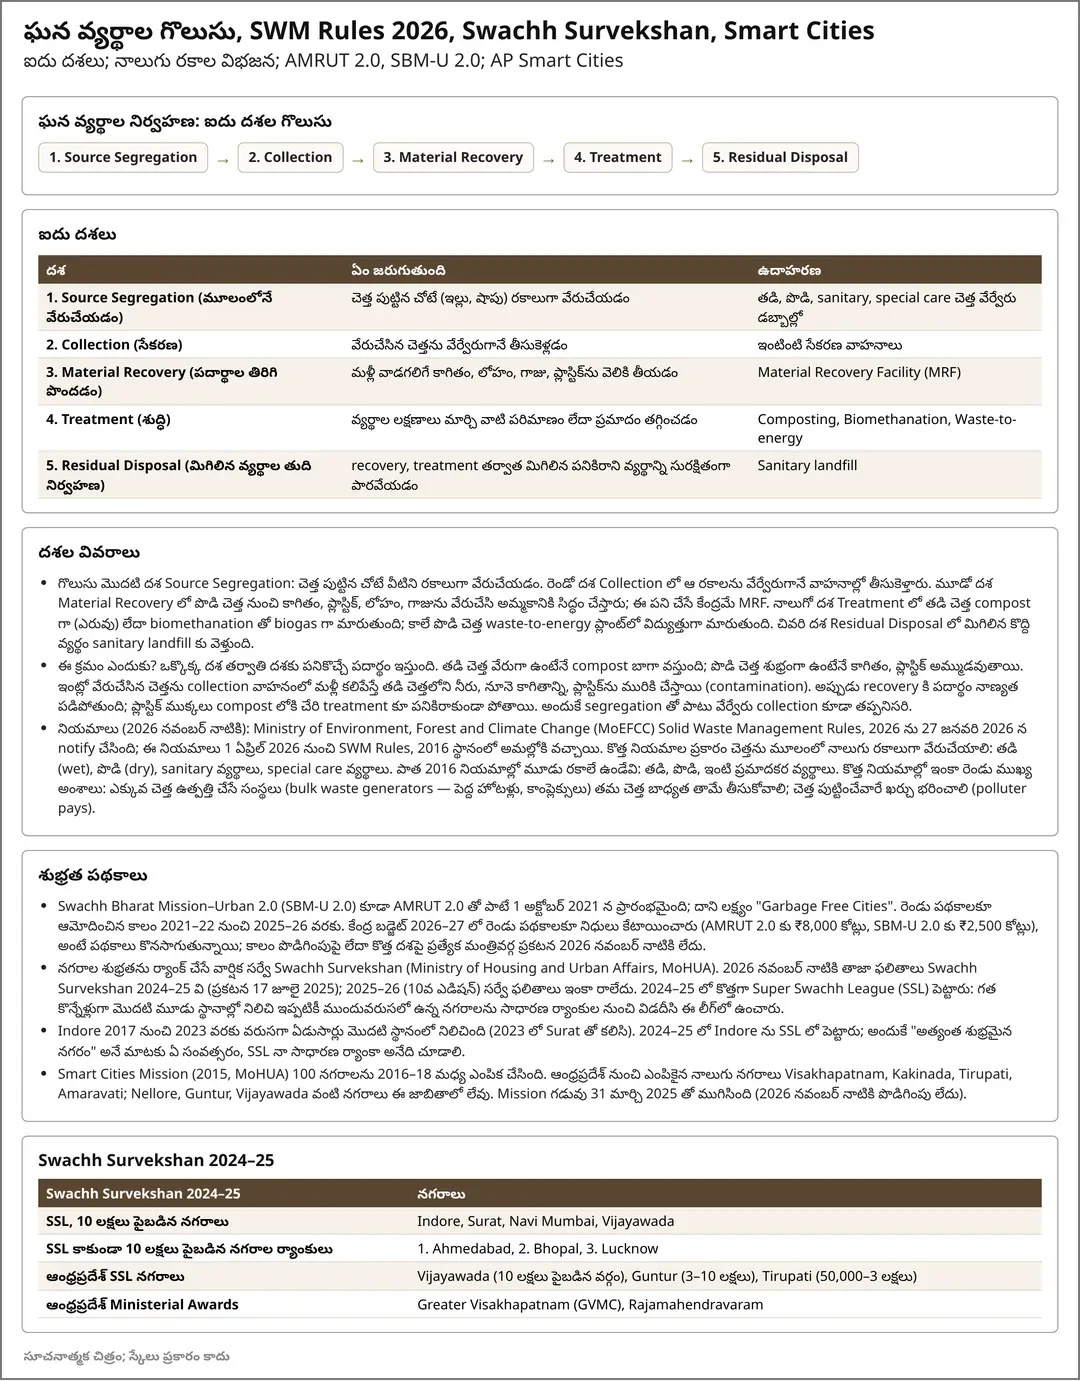 ఘన వ్యర్థాల గొలుసు, SWM Rules 2026, Swachh Survekshan, Smart Cities
ఐదు దశలు; నాలుగు రకాల విభజన; AMRUT 2.0, SBM-U 2.0; AP Smart Cities
ఘన వ్యర్థాల నిర్వహణ: ఐదు దశల గొలుసు
1. Source Segregation → 2. Collection → 3. Material Recovery → 4. Treatment → 5. Residual Disposal
ఐదు దశలు
దశ ఏం జరుగుతుంది ఉదాహరణ
1. Source Segregation (మూలంలోనే చెత్త పుట్టిన చోటే (ఇల్లు, షాపు) రకాలుగా వేరుచేయడం తడి, పొడి, sanitary, special care చెత్త వేర్వేరు
వేరుచేయడం) డబ్బాల్లో
2. Collection (సేకరణ) వేరుచేసిన చెత్తను వేర్వేరుగానే తీసుకెళ్లడం ఇంటింటి సేకరణ వాహనాలు
3. Material Recovery (పదార్థాల తిరిగి మళ్లీ వాడగలిగే కాగితం, లోహం, గాజు, ప్లాస్టిక్‌ను వెలికి తీయడం Material Recovery Facility (MRF)
పొందడం)
4. Treatment (శుద్ధి) వ్యర్థాల లక్షణాలు మార్చి వాటి పరిమాణం లేదా ప్రమాదం తగ్గించడం Composting, Biomethanation, Waste-to-
energy
5. Residual Disposal (మిగిలిన వ్యర్థాల తుది recovery, treatment తర్వాత మిగిలిన పనికిరాని వ్యర్థాన్ని సురక్షితంగా Sanitary landfill
నిర్వహణ) పారవేయడం
దశల వివరాలు
• గొలుసు మొదటి దశ Source Segregation: చెత్త పుట్టిన చోటే వీటిని రకాలుగా వేరుచేయడం. రెండో దశ Collection లో ఆ రకాలను వేర్వేరుగానే వాహనాల్లో తీసుకెళ్తారు. మూడో దశ
Material Recovery లో పొడి చెత్త నుంచి కాగితం, ప్లాస్టిక్, లోహం, గాజును వేరుచేసి అమ్మకానికి సిద్ధం చేస్తారు; ఈ పని చేసే కేంద్రమే MRF. నాలుగో దశ Treatment లో తడి చెత్త compost
గా (ఎరువు) లేదా biomethanation తో biogas గా మారుతుంది; కాలే పొడి చెత్త waste-to-energy ప్లాంట్‌లో విద్యుత్తుగా మారుతుంది. చివరి దశ Residual Disposal లో మిగిలిన కొద్ది
వ్యర్థం sanitary landfill కు వెళ్తుంది.
• ఈ క్రమం ఎందుకు? ఒక్కొక్క దశ తర్వాతి దశకు పనికొచ్చే పదార్థం ఇస్తుంది. తడి చెత్త వేరుగా ఉంటేనే compost బాగా వస్తుంది; పొడి చెత్త శుభ్రంగా ఉంటేనే కాగితం, ప్లాస్టిక్ అమ్ముడవుతాయి.
ఇంట్లో వేరుచేసిన చెత్తను collection వాహనంలో మళ్లీ కలిపేస్తే తడి చెత్తలోని నీరు, నూనె కాగితాన్ని, ప్లాస్టిక్‌ను మురికి చేస్తాయి (contamination). అప్పుడు recovery కి పదార్థం నాణ్యత
పడిపోతుంది; ప్లాస్టిక్ ముక్కలు compost లోకి చేరి treatment కూ పనికిరాకుండా పోతాయి. అందుకే segregation తో పాటు వేర్వేరు collection కూడా తప్పనిసరి.
• నియమాలు (2026 నవంబర్ నాటికి): Ministry of Environment, Forest and Climate Change (MoEFCC) Solid Waste Management Rules, 2026 ను 27 జనవరి 2026 న
notify చేసింది; ఈ నియమాలు 1 ఏప్రిల్ 2026 నుంచి SWM Rules, 2016 స్థానంలో అమల్లోకి వచ్చాయి. కొత్త నియమాల ప్రకారం చెత్తను మూలంలో నాలుగు రకాలుగా వేరుచేయాలి: తడి
(wet), పొడి (dry), sanitary వ్యర్థాలు, special care వ్యర్థాలు. పాత 2016 నియమాల్లో మూడు రకాలే ఉండేవి: తడి, పొడి, ఇంటి ప్రమాదకర వ్యర్థాలు. కొత్త నియమాల్లో ఇంకా రెండు ముఖ్య
అంశాలు: ఎక్కువ చెత్త ఉత్పత్తి చేసే సంస్థలు (bulk waste generators — పెద్ద హోటళ్లు, కాంప్లెక్సులు) తమ చెత్త బాధ్యత తామే తీసుకోవాలి; చెత్త పుట్టించేవారే ఖర్చు భరించాలి (polluter
pays).
శుభ్రత పథకాలు
• Swachh Bharat Mission–Urban 2.0 (SBM-U 2.0) కూడా AMRUT 2.0 తో పాటే 1 అక్టోబర్ 2021 న ప్రారంభమైంది; దాని లక్ష్యం "Garbage Free Cities". రెండు పథకాలకూ
ఆమోదించిన కాలం 2021–22 నుంచి 2025–26 వరకు. కేంద్ర బడ్జెట్ 2026–27 లో రెండు పథకాలకూ నిధులు కేటాయించారు (AMRUT 2.0 కు ₹8,000 కోట్లు, SBM-U 2.0 కు ₹2,500 కోట్లు),
అంటే పథకాలు కొనసాగుతున్నాయి; కాలం పొడిగింపుపై లేదా కొత్త దశపై ప్రత్యేక మంత్రివర్గ ప్రకటన 2026 నవంబర్ నాటికి లేదు.
• నగరాల శుభ్రతను ర్యాంక్ చేసే వార్షిక సర్వే Swachh Survekshan (Ministry of Housing and Urban Affairs, MoHUA). 2026 నవంబర్ నాటికి తాజా ఫలితాలు Swachh
Survekshan 2024–25 వి (ప్రకటన 17 జూలై 2025); 2025–26 (10వ ఎడిషన్) సర్వే ఫలితాలు ఇంకా రాలేదు. 2024–25 లో కొత్తగా Super Swachh League (SSL) పెట్టారు: గత
కొన్నేళ్లుగా మొదటి మూడు స్థానాల్లో నిలిచి ఇప్పటికీ ముందువరుసలో ఉన్న నగరాలను సాధారణ ర్యాంకుల నుంచి విడదీసి ఈ లీగ్‌లో ఉంచారు.
• Indore 2017 నుంచి 2023 వరకు వరుసగా ఏడుసార్లు మొదటి స్థానంలో నిలిచింది (2023 లో Surat తో కలిసి). 2024–25 లో Indore ను SSL లో పెట్టారు; అందుకే "అత్యంత శుభ్రమైన
నగరం" అనే మాటకు ఏ సంవత్సరం, SSL నా సాధారణ ర్యాంకా అనేది చూడాలి.
• Smart Cities Mission (2015, MoHUA) 100 నగరాలను 2016–18 మధ్య ఎంపిక చేసింది. ఆంధ్రప్రదేశ్ నుంచి ఎంపికైన నాలుగు నగరాలు Visakhapatnam, Kakinada, Tirupati,
Amaravati; Nellore, Guntur, Vijayawada వంటి నగరాలు ఈ జాబితాలో లేవు. Mission గడువు 31 మార్చి 2025 తో ముగిసింది (2026 నవంబర్ నాటికి పొడిగింపు లేదు).
Swachh Survekshan 2024–25
Swachh Survekshan 2024–25 నగరాలు
SSL, 10 లక్షలు పైబడిన నగరాలు Indore, Surat, Navi Mumbai, Vijayawada
SSL కాకుండా 10 లక్షలు పైబడిన నగరాల ర్యాంకులు 1. Ahmedabad, 2. Bhopal, 3. Lucknow
ఆంధ్రప్రదేశ్ SSL నగరాలు Vijayawada (10 లక్షలు పైబడిన వర్గం), Guntur (3–10 లక్షలు), Tirupati (50,000–3 లక్షలు)
ఆంధ్రప్రదేశ్ Ministerial Awards Greater Visakhapatnam (GVMC), Rajamahendravaram
సూచనాత్మక చిత్రం; స్కేలు ప్రకారం కాదు